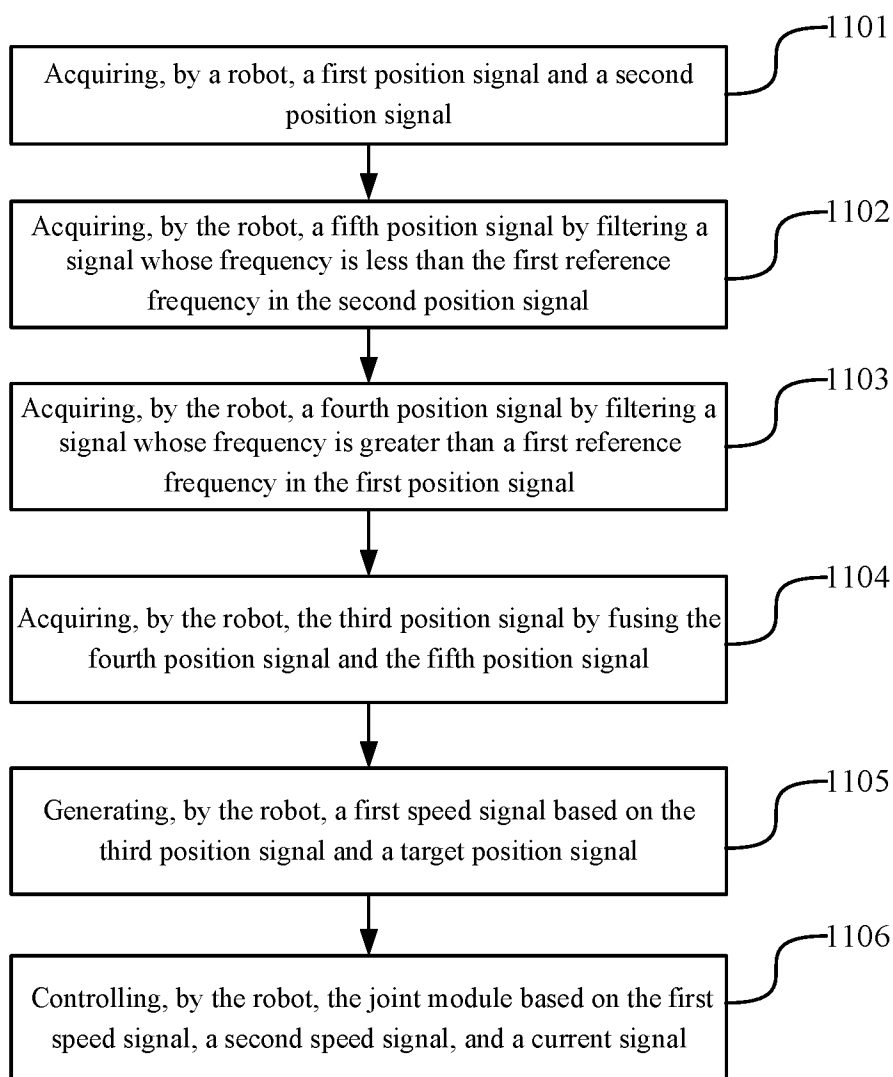 1101
Acquiring, by a robot, a first position signal and a second
position signal
1102
Acquiring, by the robot, a fifth position signal by filtering a
signal whose frequency is less than the first reference
frequency in the second position signal
1103
Acquiring, by the robot, a fourth position signal by filtering a
signal whose frequency is greater than a first reference
frequency in the first position signal
1104
Acquiring, by the robot, the third position signal by fusing the
fourth position signal and the fifth position signal
1105
Generating, by the robot, a first speed signal based on the
third position signal and a target position signal
1106
Controlling, by the robot, the joint module based on the first
speed signal, a second speed signal, and a current signal